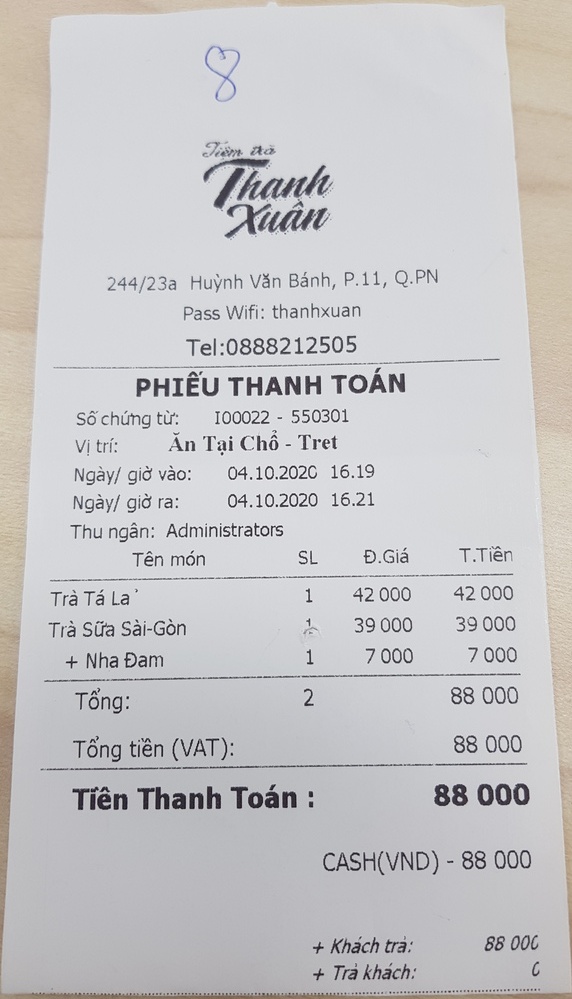 8
Tiệm trà
Thanh
Xuân
244/23a Huỳnh Văn Bánh, P.11, Q.PN
Pass Wifi: thanhxuan
Tel:0888212505
PHIẾU THANH TOÁN
Số chứng từ: I00022 - 550301
Vị trí: Ăn Tại Chổ - Tret
Ngày/ giờ vào: 04.10.2020 16.19
Ngày/ giờ ra: 04.10.2020 16.21
Thu ngân: Administrators
Tên món SL Đ.Giá T.Tiền
Trà Tá Lả 1 42 000 42 000
Trà Sữa Sài-Gòn 1 39 000 39 000
+ Nha Đam 1 7 000 7 000
Tổng: 2 88 000
Tổng tiền (VAT): 88 000
Tiền Thanh Toán : 88 000
CASH(VND) - 88 000
+ Khách trả: 88 000
+ Trả khách: 0